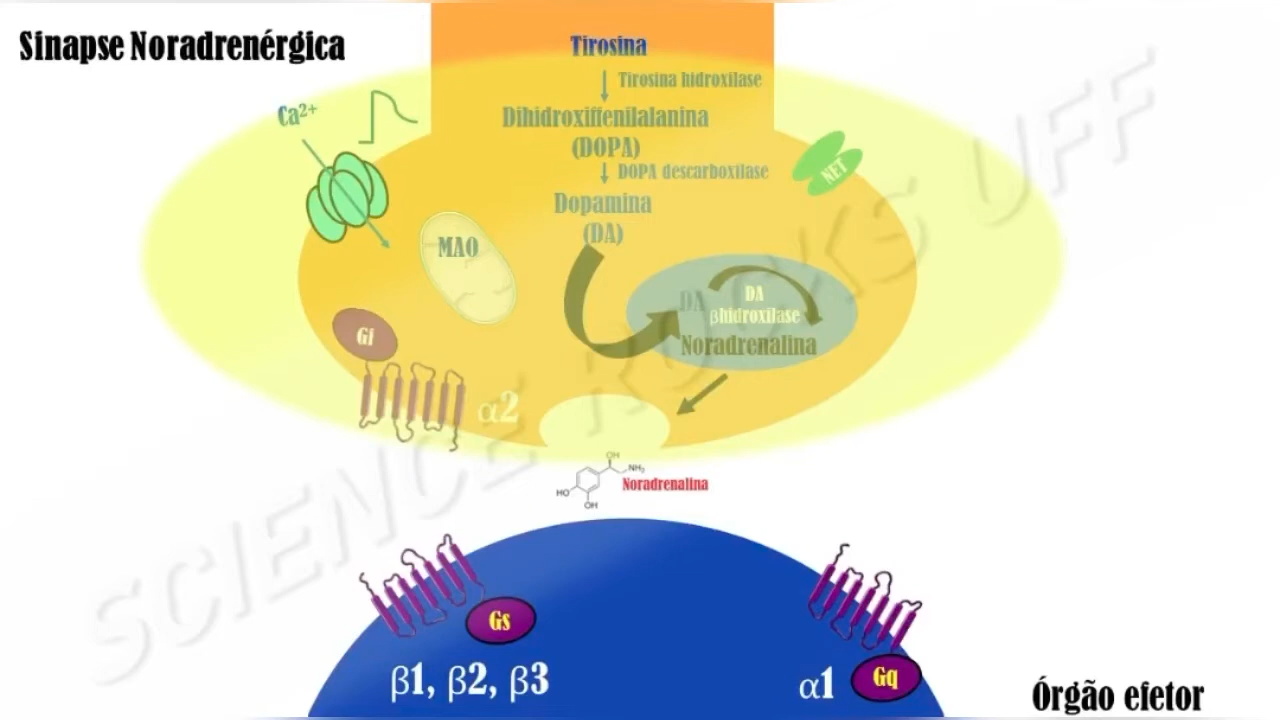 Sinapse Noradrenérgica
Tirosina
Tirosina hidroxilase
Ca²⁺
Dihidroxiffenilalanina
(DOPA)
DOPA descarboxilase
NET
Dopamina
(DA)
MAO
DA
DA
βhidroxilase
Noradrenalina
Gi
α2
OH
NH₂
Noradrenalina
HO
OH
Gs
β1, β2, β3
α1
Gq
Órgão efetor
SCIENCE ROCKS UFF